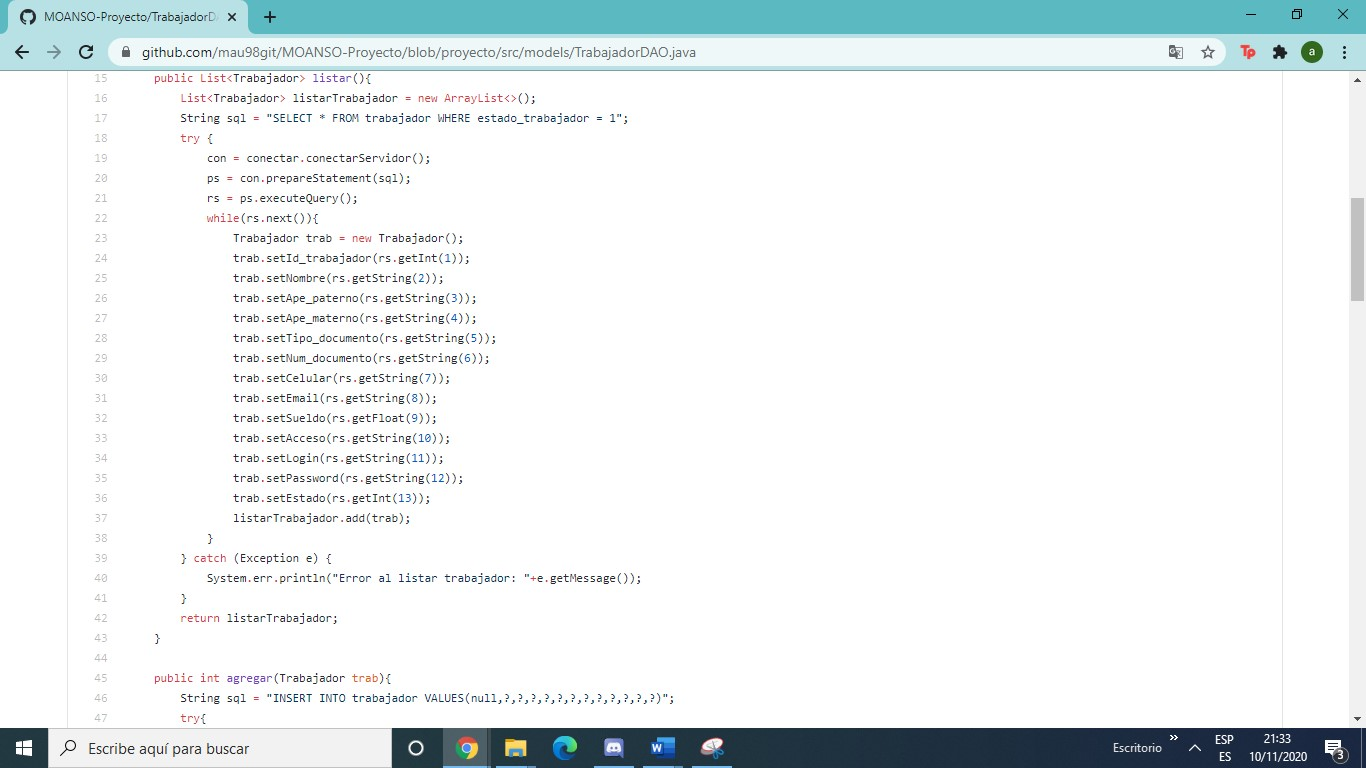 MOANSO-Proyecto/TrabajadorD
github.com/mau98git/MOANSO-Proyecto/blob/proyecto/src/models/TrabajadorDAO.java
a
15 public List<Trabajador> listar(){
16 List<Trabajador> listarTrabajador = new ArrayList<>();
17 String sql = "SELECT * FROM trabajador WHERE estado_trabajador = 1";
18 try {
19 con = conectar.conectarServidor();
20 ps = con.prepareStatement(sql);
21 rs = ps.executeQuery();
22 while(rs.next()){
23 Trabajador trab = new Trabajador();
24 trab.setId_trabajador(rs.getInt(1));
25 trab.setNombre(rs.getString(2));
26 trab.setApe_paterno(rs.getString(3));
27 trab.setApe_materno(rs.getString(4));
28 trab.setTipo_documento(rs.getString(5));
29 trab.setNum_documento(rs.getString(6));
30 trab.setCelular(rs.getString(7));
31 trab.setEmail(rs.getString(8));
32 trab.setSueldo(rs.getFloat(9));
33 trab.setAcceso(rs.getString(10));
34 trab.setLogin(rs.getString(11));
35 trab.setPassword(rs.getString(12));
36 trab.setEstado(rs.getInt(13));
37 listarTrabajador.add(trab);
38 }
39 } catch (Exception e) {
40 System.err.println("Error al listar trabajador: "+e.getMessage());
41 }
42 return listarTrabajador;
43 }
44
45 public int agregar(Trabajador trab){
46 String sql = "INSERT INTO trabajador VALUES(null,?,?,?,?,?,?,?,?,?,?,?,?)";
47 try{
Escribe aquí para buscar
Escritorio
ESP
ES
21:33
10/11/2020
3